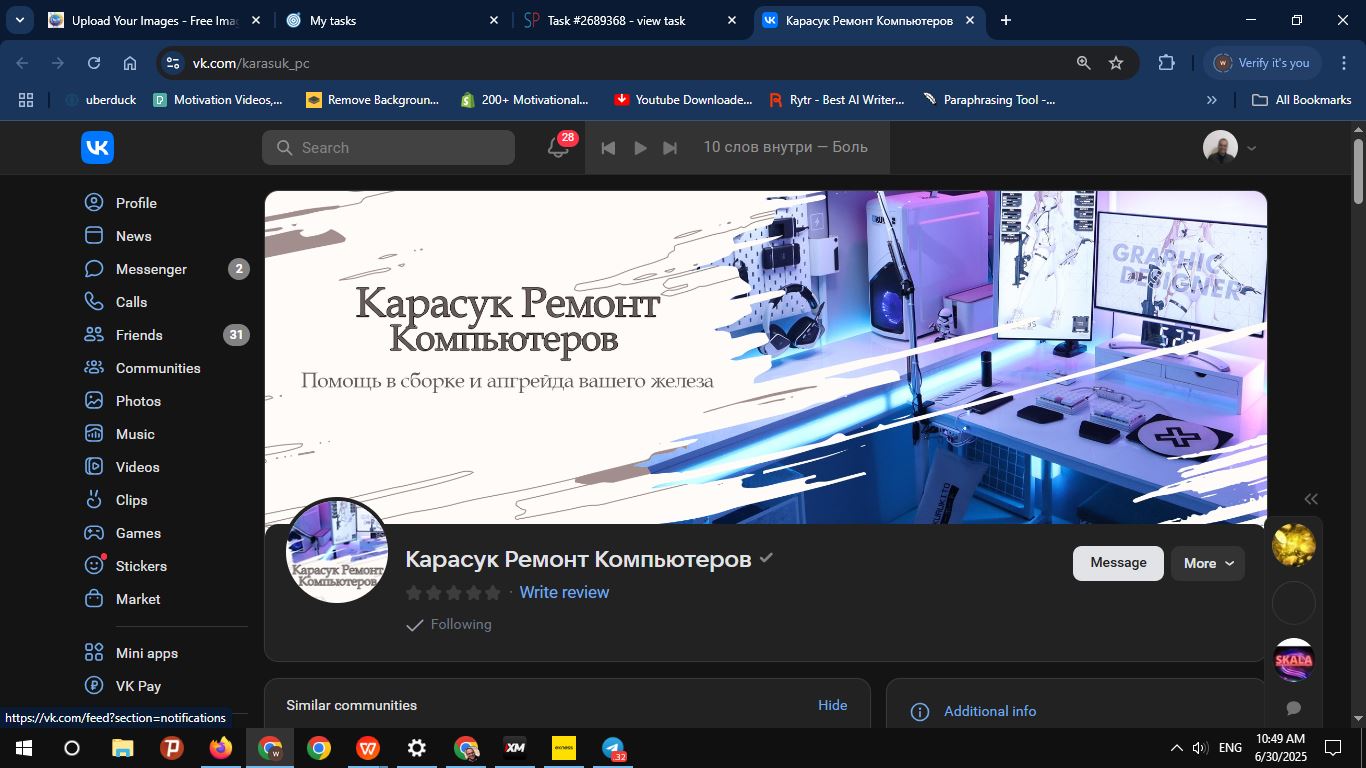 Upload Your Images - Free Imag
My tasks
SP Task #2689368 - view task
Карасук Ремонт Компьютеров
vk.com/karasuk_pc
W Verify it's you
uberduck
Motivation Videos,...
Remove Backgroun...
200+ Motivational...
Youtube Downloade...
Rytr - Best AI Writer...
Paraphrasing Tool -...
All Bookmarks
Search
28
10 слов внутри — Боль
Profile
News
Messenger 2
Calls
Friends 31
Communities
Photos
Music
Videos
Clips
Games
Stickers
Market
Mini apps
VK Pay
Карасук Ремонт
Компьютеров
Помощь в сборке и апгрейда вашего железа
GRAPHIC
DESIGNER
5:22
Карасук Ремонт
Компьютеров
Карасук Ремонт Компьютеров
Write review
Following
Message
More
SKALA
Similar communities
Hide
Additional info
https://vk.com/feed?section=notifications
XM
exness
32
ENG
10:49 AM
6/30/2025